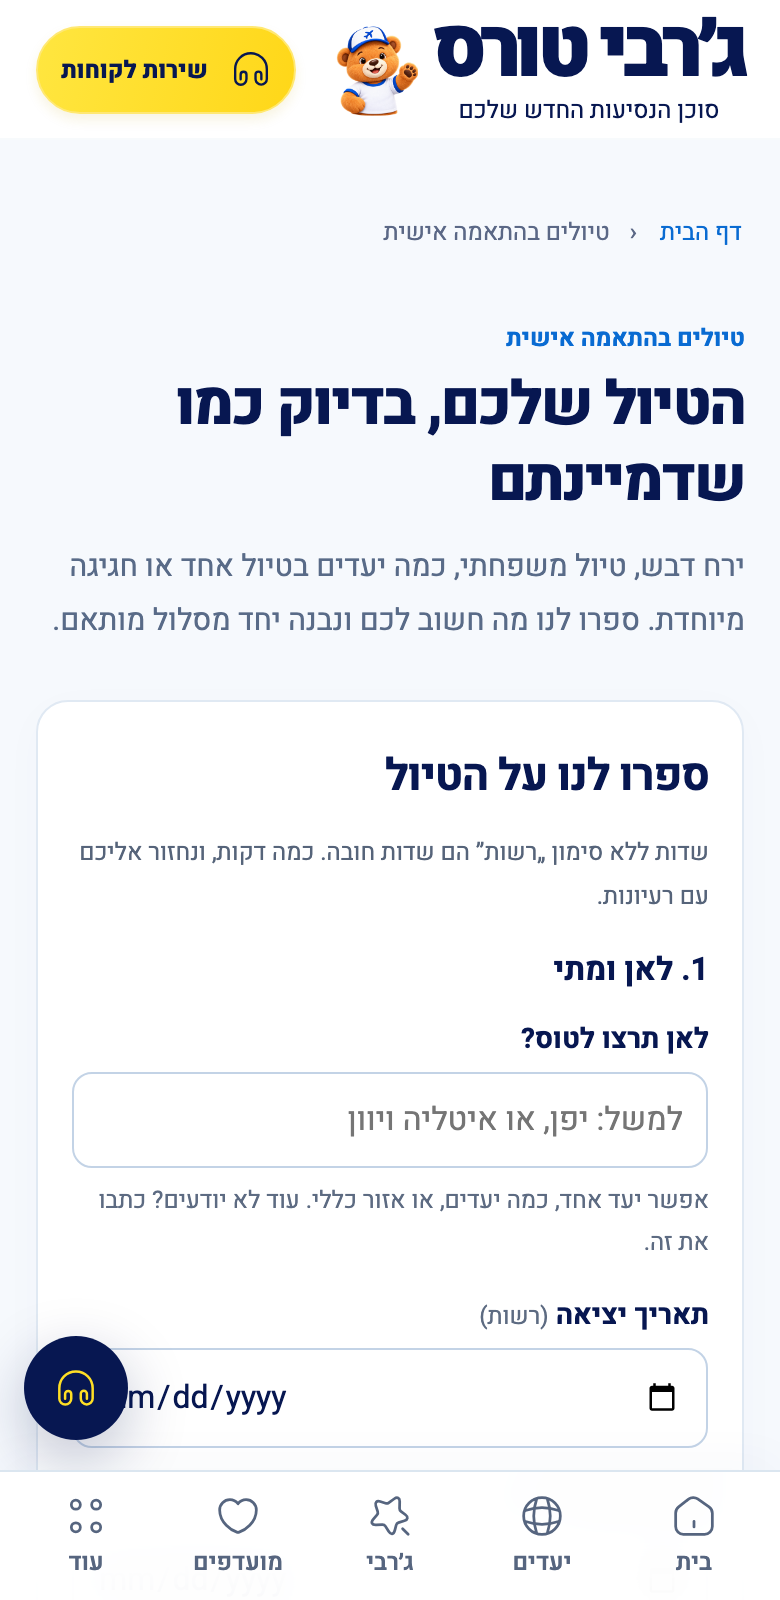 ג׳רבי טורס
סוכן הנסיעות החדש שלכם
שירות לקוחות
דף הבית › טיולים בהתאמה אישית
טיולים בהתאמה אישית
הטיול שלכם, בדיוק כמו
שדמיינתם
ירח דבש, טיול משפחתי, כמה יעדים בטיול אחד או חגיגה
מיוחדת. ספרו לנו מה חשוב לכם ונבנה יחד מסלול מותאם.
ספרו לנו על הטיול
שדות ללא סימון „רשות” הם שדות חובה. כמה דקות, ונחזור אליכם
עם רעיונות.
1. לאן ומתי
לאן תרצו לטוס?
למשל: יפן, או איטליה ויוון
אפשר יעד אחד, כמה יעדים, או אזור כללי. עוד לא יודעים? כתבו
את זה.
תאריך יציאה (רשות)
m/dd/yyyy
בית
יעדים
ג׳רבי
מועדפים
עוד